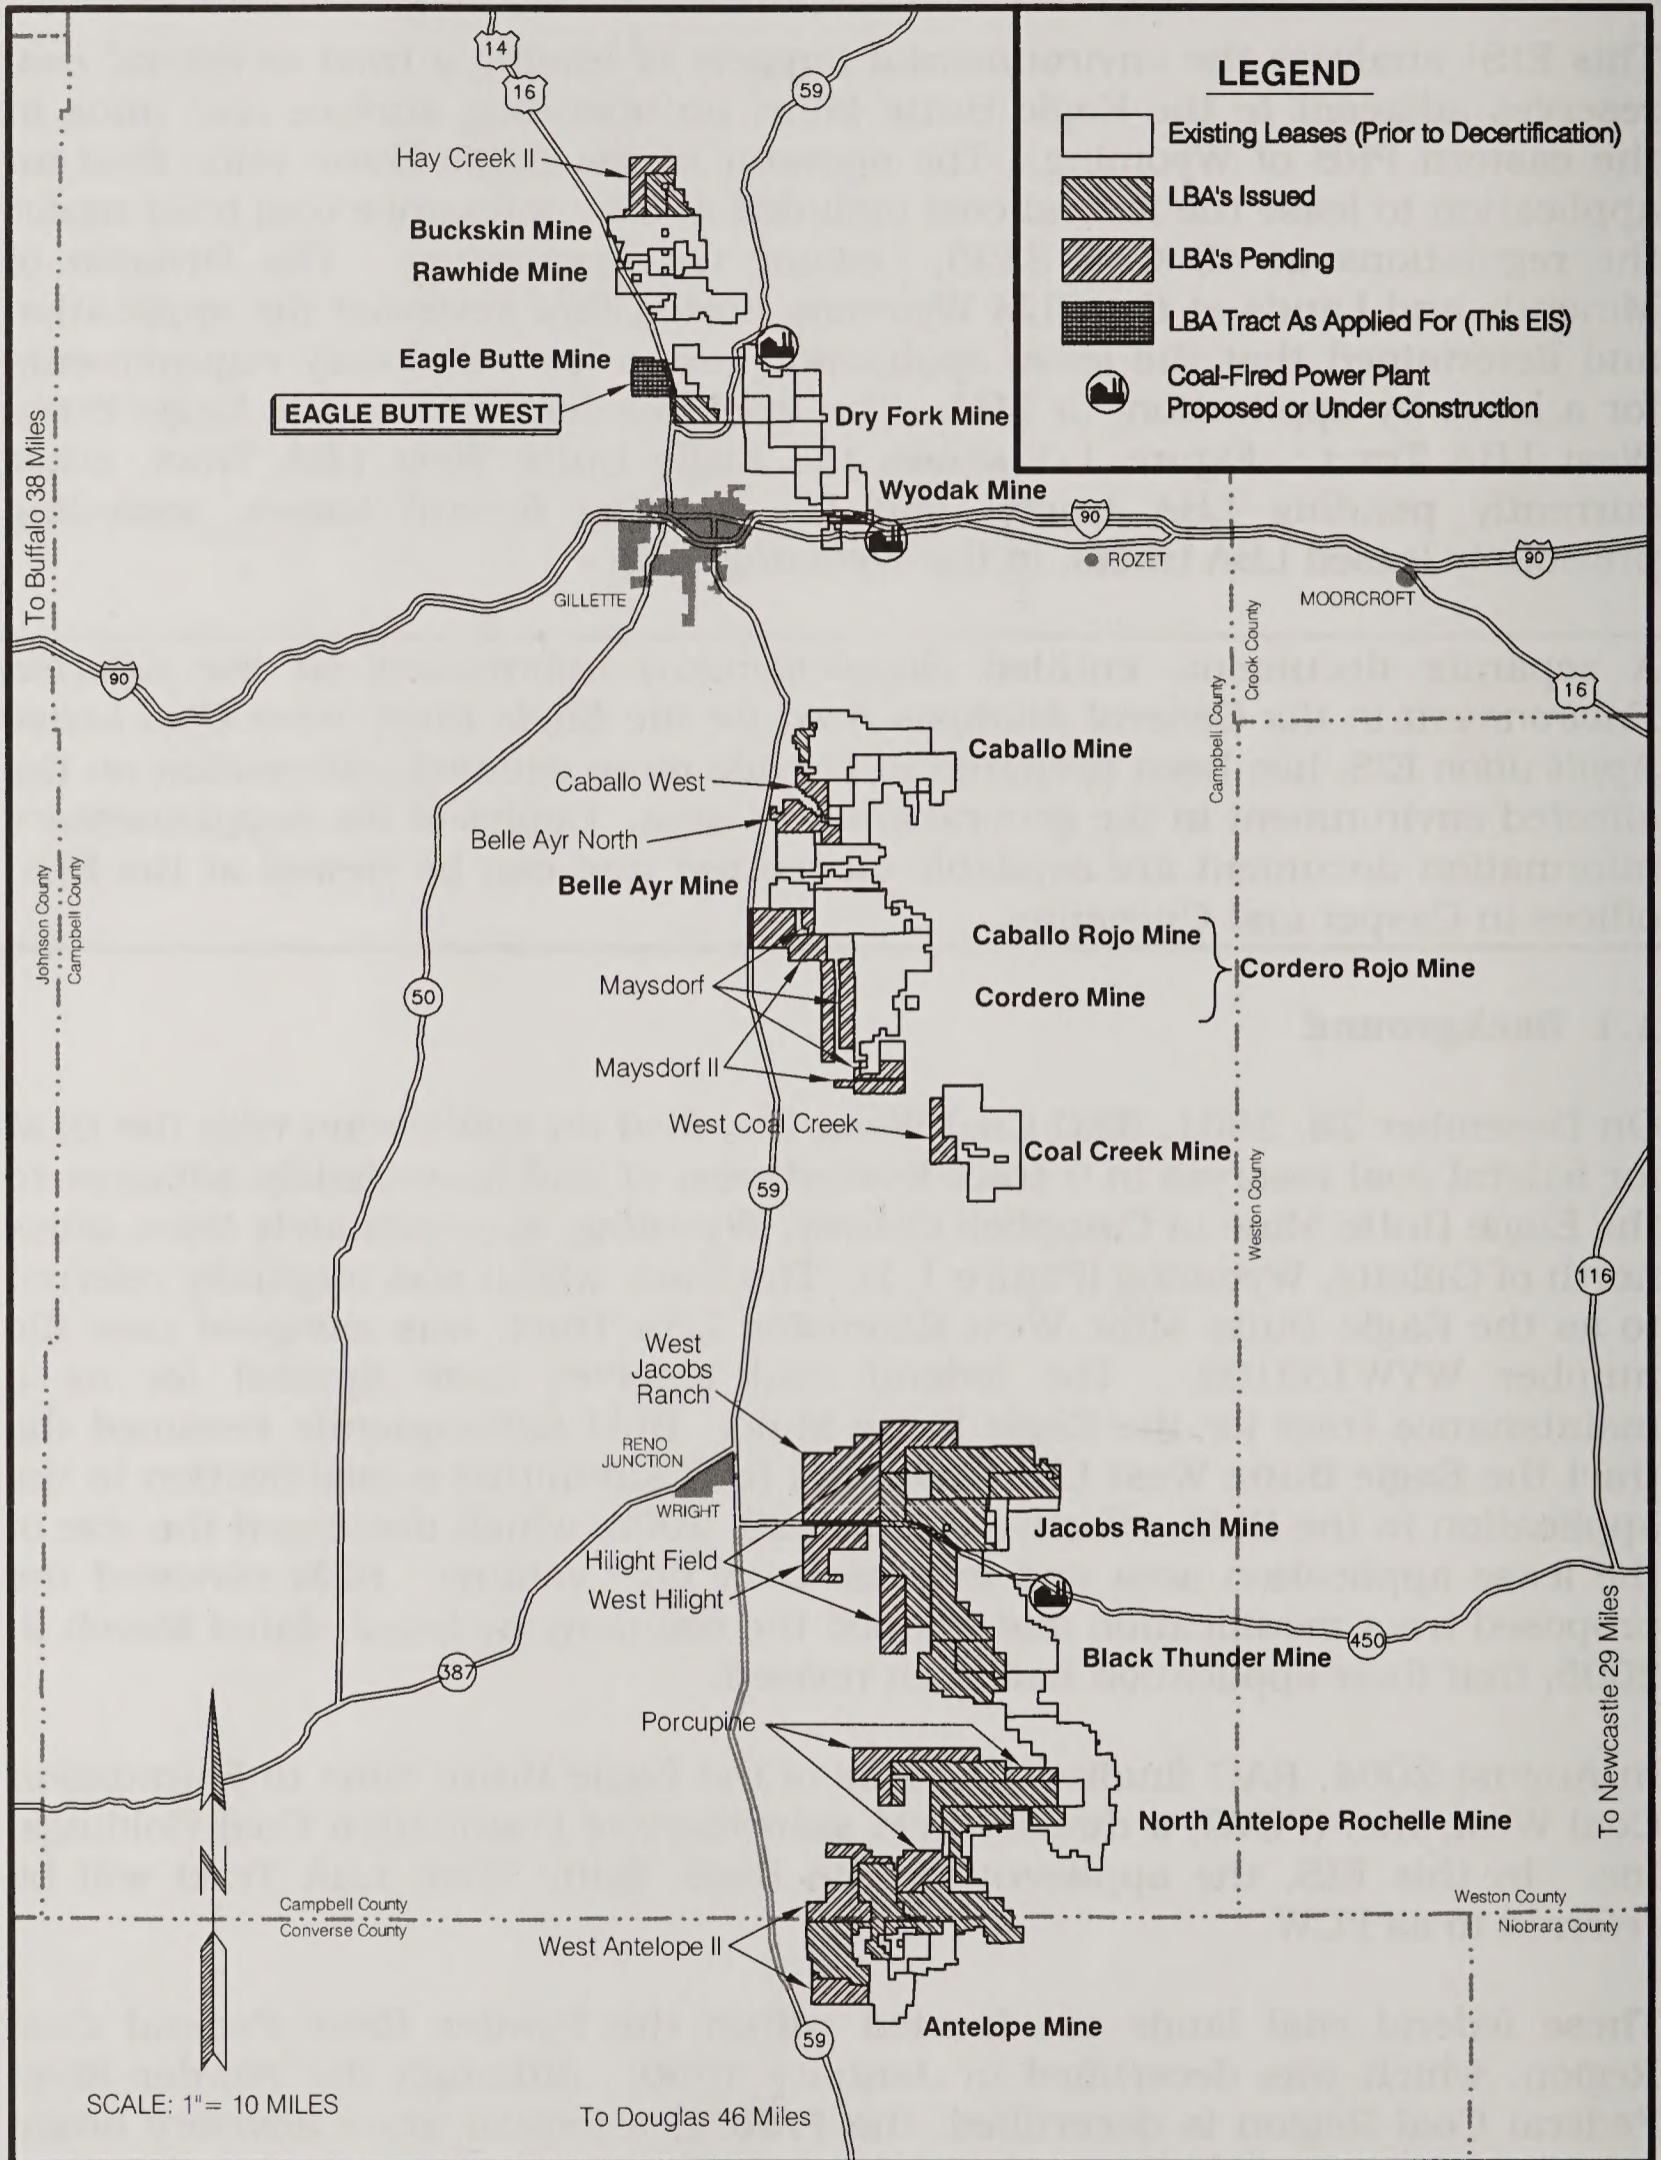 14
16
59
LEGEND
Existing Leases (Prior to Decertification)
LBA's Issued
LBA's Pending
LBA Tract As Applied For (This EIS)
Coal-Fired Power Plant
Proposed or Under Construction
Hay Creek II
Buckskin Mine
Rawhide Mine
Eagle Butte Mine
EAGLE BUTTE WEST
Dry Fork Mine
Wyodak Mine
To Buffalo 38 Miles
90
90
ROZET
GILLETTE
MOORCROFT
90
16
Campbell County
Crook County
Caballo Mine
Caballo West
Belle Ayr North
Belle Ayr Mine
Johnson County
Campbell County
Caballo Rojo Mine
Cordero Rojo Mine
Maysdorf
Cordero Mine
50
Maysdorf II
West Coal Creek
Coal Creek Mine
59
Weston County
116
West
Jacobs
Ranch
RENO
JUNCTION
WRIGHT
Jacobs Ranch Mine
Hilight Field
West Hilight
450
Black Thunder Mine
387
To Newcastle 29 Miles
Porcupine
North Antelope Rochelle Mine
N
Campbell County
Converse County
Weston County
Niobrara County
West Antelope II
Antelope Mine
59
SCALE: 1"= 10 MILES
To Douglas 46 Miles